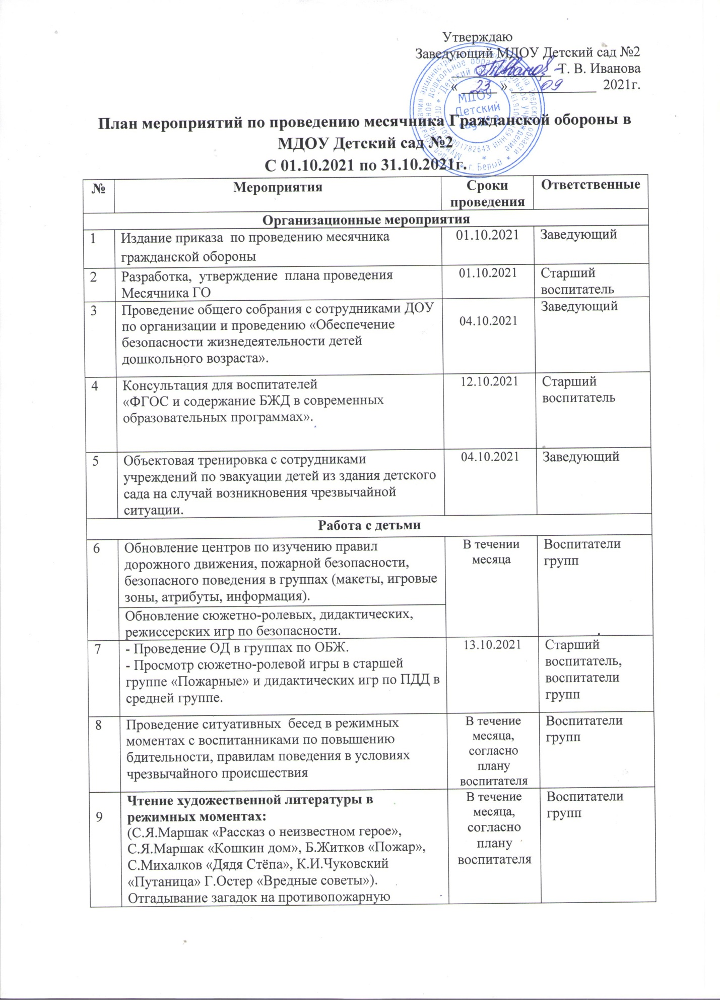 Утверждаю
Заведующий МДОУ Детский сад №2
Т. В. Иванова
« 23 » 09 2021г.
МДОУ
Детский
сад № 2
г. Белый
План мероприятий по проведению месячника Гражданской обороны в
МДОУ Детский сад №2
С 01.10.2021 по 31.10.2021г.
№ Мероприятия Сроки Ответственные
проведения
Организационные мероприятия
1 Издание приказа по проведению месячника 01.10.2021 Заведующий
гражданской обороны
2 Разработка, утверждение плана проведения 01.10.2021 Старший
Месячника ГО воспитатель
3 Проведение общего собрания с сотрудниками ДОУ Заведующий
по организации и проведению «Обеспечение 04.10.2021
безопасности жизнедеятельности детей
дошкольного возраста».
4 Консультация для воспитателей 12.10.2021 Старший
«ФГОС и содержание БЖД в современных воспитатель
образовательных программах».
5 Объектовая тренировка с сотрудниками 04.10.2021 Заведующий
учреждений по эвакуации детей из здания детского
сада на случай возникновения чрезвычайной
ситуации.
Работа с детьми
6 Обновление центров по изучению правил В течении Воспитатели
дорожного движения, пожарной безопасности, месяца групп
безопасного поведения в группах (макеты, игровые
зоны, атрибуты, информация).
Обновление сюжетно-ролевых, дидактических,
режиссерских игр по безопасности.
7 - Проведение ОД в группах по ОБЖ. 13.10.2021 Старший
- Просмотр сюжетно-ролевой игры в старшей воспитатель,
группе «Пожарные» и дидактических игр по ПДД в воспитатели
средней группе. групп
8 Проведение ситуативных бесед в режимных В течение Воспитатели
моментах с воспитанниками по повышению месяца, групп
бдительности, правилам поведения в условиях согласно
чрезвычайного происшествия плану
воспитателя
Чтение художественной литературы в В течение Воспитатели
9 режимных моментах: месяца, групп
(С.Я.Маршак «Рассказ о неизвестном герое», согласно
С.Я.Маршак «Кошкин дом», Б.Житков «Пожар», плану
С.Михалков «Дядя Стёпа», К.И.Чуковский воспитателя
«Путаница» Г.Остер «Вредные советы»).
Отгадывание загадок на противопожарную